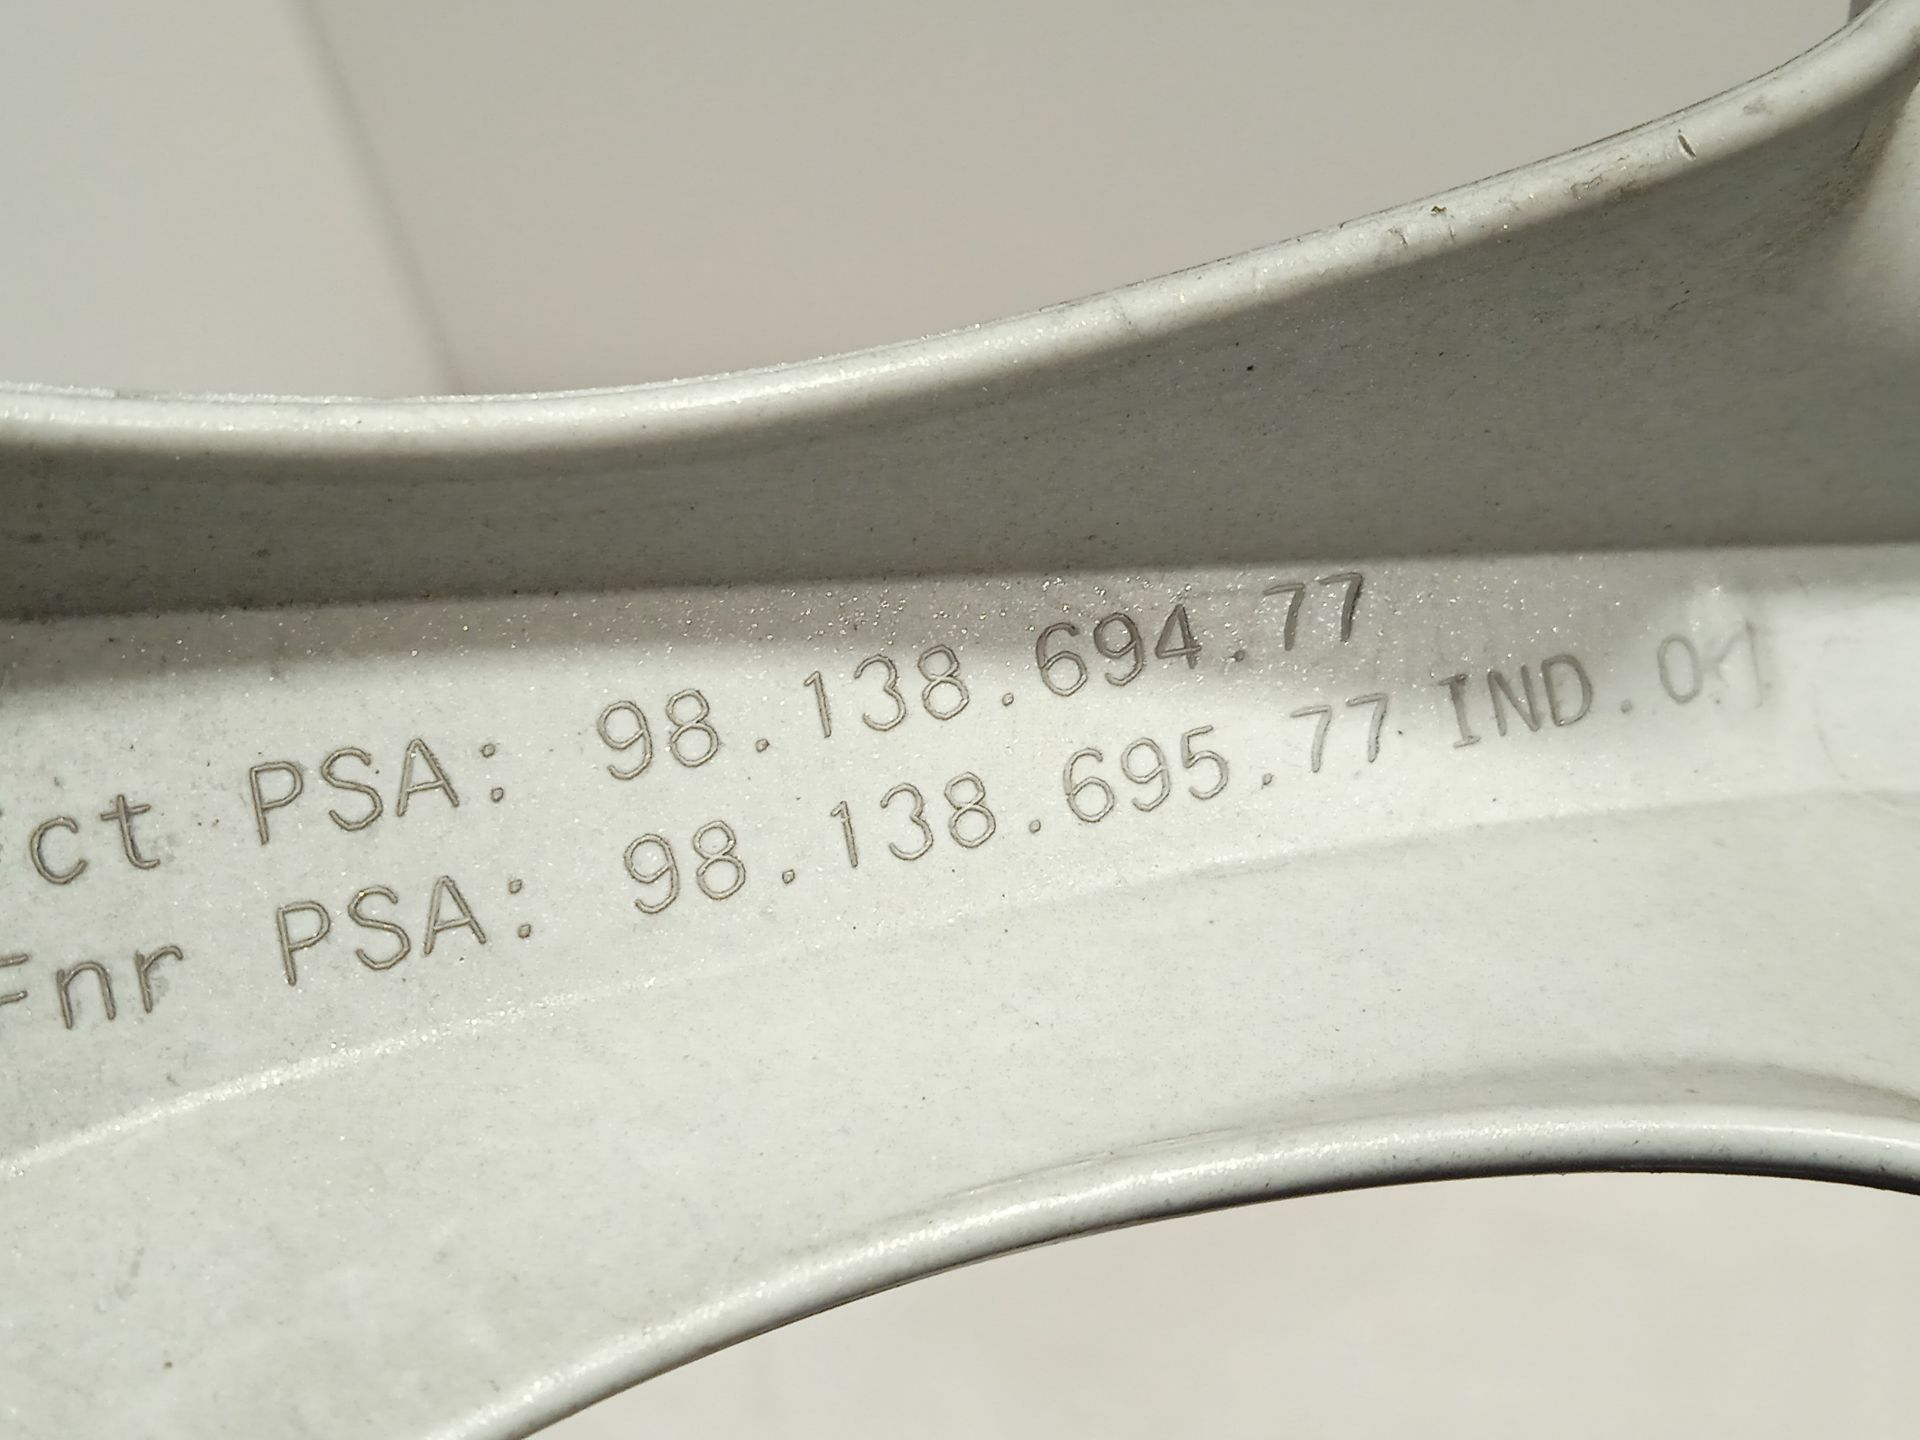 ct PSA: 98.138.694.77
Fnr PSA: 98.138.695.77 IND.01